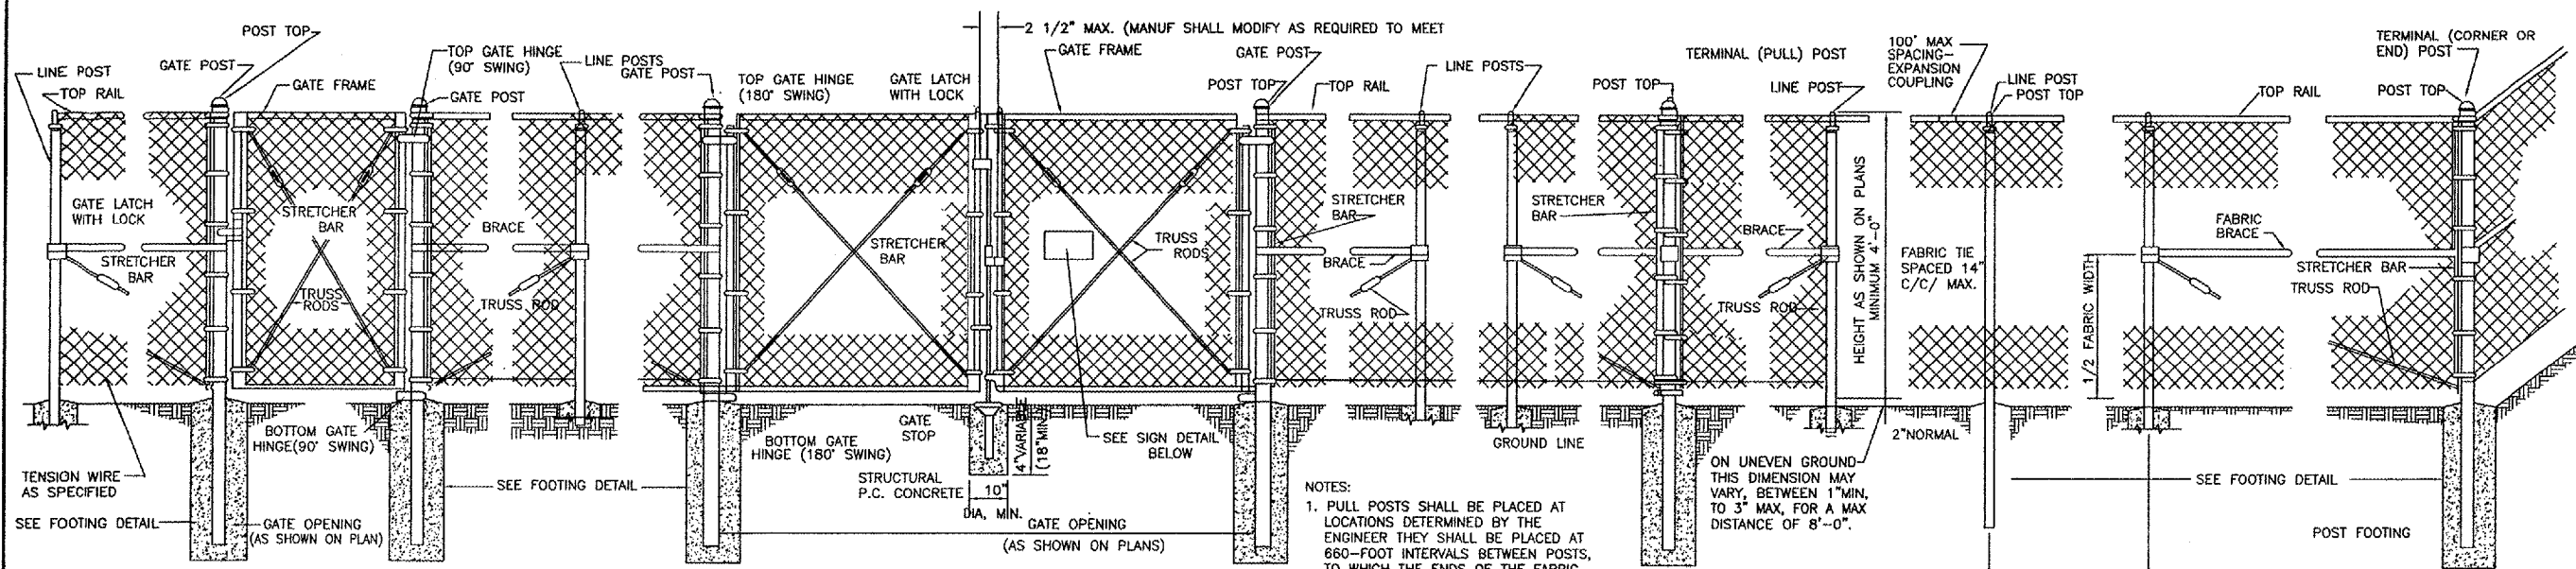 2 1/2" MAX. (MANUF SHALL MODIFY AS REQUIRED TO MEET
POST TOP
LINE POST
TOP RAIL
GATE POST
GATE FRAME
TOP GATE HINGE
(90° SWING)
GATE POST
LINE POSTS
GATE POST
TOP GATE HINGE
(180° SWING)
GATE LATCH
WITH LOCK
GATE FRAME
GATE POST
POST TOP
TOP RAIL
LINE POSTS
TERMINAL (PULL) POST
POST TOP
LINE POST
100' MAX
SPACING-
EXPANSION
COUPLING
LINE POST
POST TOP
TOP RAIL
TERMINAL (CORNER OR
END) POST
POST TOP
GATE LATCH
WITH LOCK
STRETCHER
BAR
STRETCHER
BAR
TRUSS
RODS
BRACE
TRUSS ROD
STRETCHER
BAR
TRUSS
RODS
STRETCHER
BAR
BRACE
TRUSS ROD
STRETCHER
BAR
BRACE
TRUSS ROD
HEIGHT AS SHOWN ON PLANS
MINIMUM 4'-0"
FABRIC TIE
SPACED 14"
C/C/ MAX.
1/2 FABRIC WIDTH
FABRIC
BRACE
STRETCHER BAR
TRUSS ROD
TENSION WIRE
AS SPECIFIED
SEE FOOTING DETAIL
BOTTOM GATE
HINGE(90° SWING)
GATE OPENING
(AS SHOWN ON PLAN)
SEE FOOTING DETAIL
BOTTOM GATE
HINGE (180° SWING)
GATE
STOP
STRUCTURAL
P.C. CONCRETE
4"VARIABLE
(18"MIN)
10"
DIA, MIN.
SEE SIGN DETAIL
BELOW
GATE OPENING
(AS SHOWN ON PLANS)
GROUND LINE
NOTES:
1. PULL POSTS SHALL BE PLACED AT
LOCATIONS DETERMINED BY THE
ENGINEER THEY SHALL BE PLACED AT
660-FOOT INTERVALS BETWEEN POSTS,
TO WHICH THE ENDS OF THE FABRIC
2"NORMAL
ON UNEVEN GROUND-
THIS DIMENSION MAY
VARY, BETWEEN 1"MIN,
TO 3" MAX, FOR A MAX
DISTANCE OF 8'-0".
SEE FOOTING DETAIL
POST FOOTING